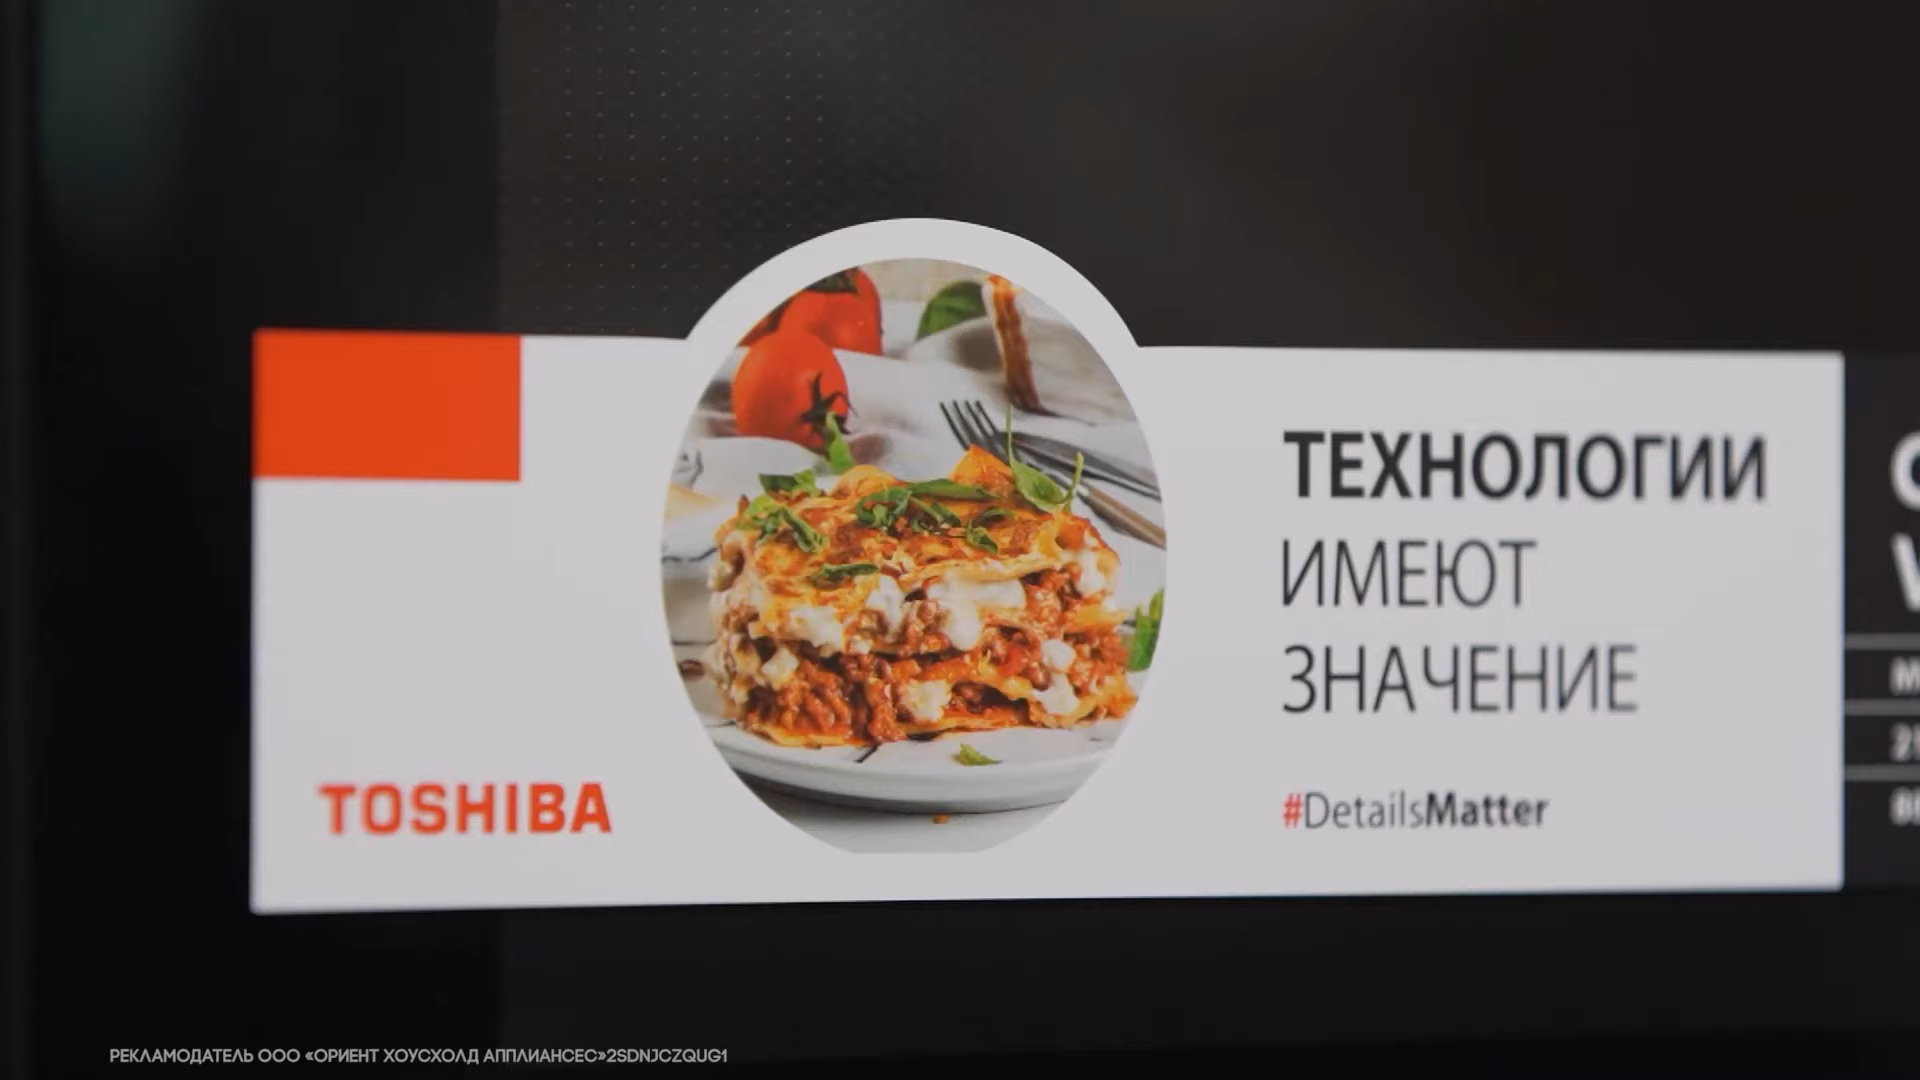 TOSHIBA
ТЕХНОЛОГИИ
ИМЕЮТ
ЗНАЧЕНИЕ
#DetailsMatter
РЕКЛАМОДАТЕЛЬ ООО «ОРИЕНТ ХОУСХОЛД АППЛИАНСЕС»2SDNJCZQUG1